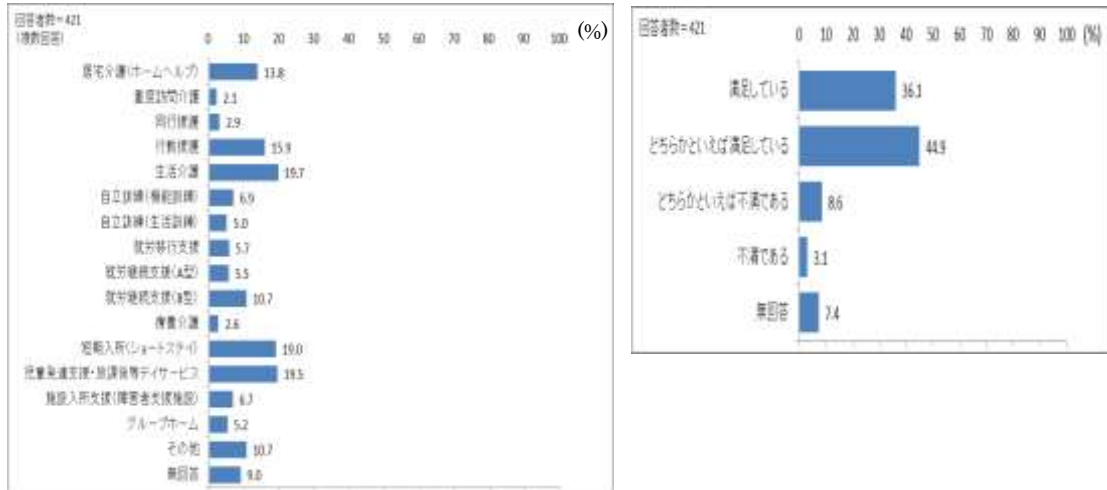 回答者数=421
(複数回答)
0 10 20 30 40 50 60 70 80 90 100 (%)
居宅介護(ホームヘルプ) 13.8
重度訪問介護 2.1
同行援護 2.9
行動援護 15.9
生活介護 19.7
自立訓練(機能訓練) 6.9
自立訓練(生活訓練) 5.0
就労移行支援 5.7
就労継続支援(A型) 5.5
就労継続支援(B型) 10.7
療養介護 2.6
短期入所(ショートステイ) 19.0
児童発達支援・放課後等デイサービス 19.5
施設入所支援(障害者支援施設) 6.7
グループホーム 5.2
その他 10.7
無回答 9.0
回答者数=421
0 10 20 30 40 50 60 70 80 90 100 (%)
満足している 36.1
どちらかといえば満足している 44.9
どちらかといえば不満である 8.6
不満である 3.1
無回答 7.4